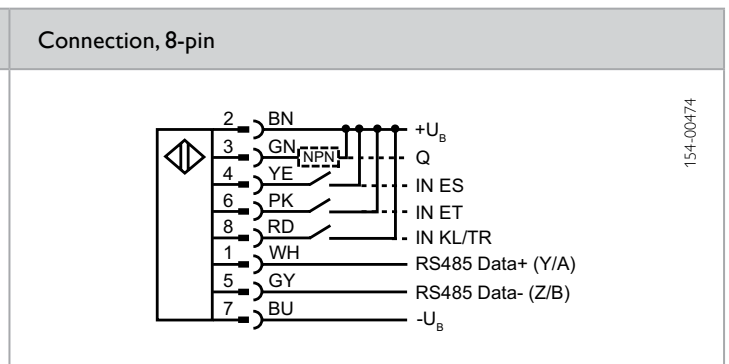 Connection, 8-pin
154-00474
2 BN +U_B
3 GN NPN Q
4 YE IN ES
6 PK IN ET
8 RD IN KL/TR
1 WH RS485 Data+ (Y/A)
5 GY RS485 Data- (Z/B)
7 BU -U_B